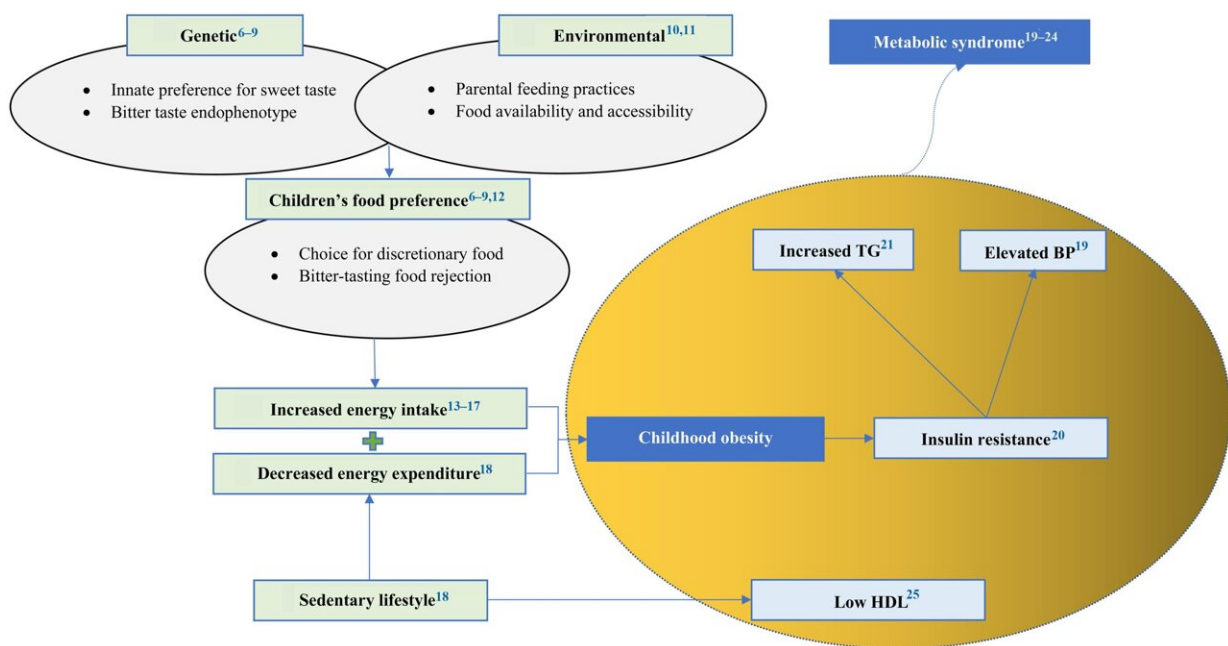 Genetic6–9
Environmental10,11
Metabolic syndrome19–24
• Innate preference for sweet taste
• Bitter taste endophenotype
• Parental feeding practices
• Food availability and accessibility
Children’s food preference6–9,12
• Choice for discretionary food
• Bitter-tasting food rejection
Increased TG21
Elevated BP19
Increased energy intake13–17
Childhood obesity
Insulin resistance20
Decreased energy expenditure18
Sedentary lifestyle18
Low HDL25